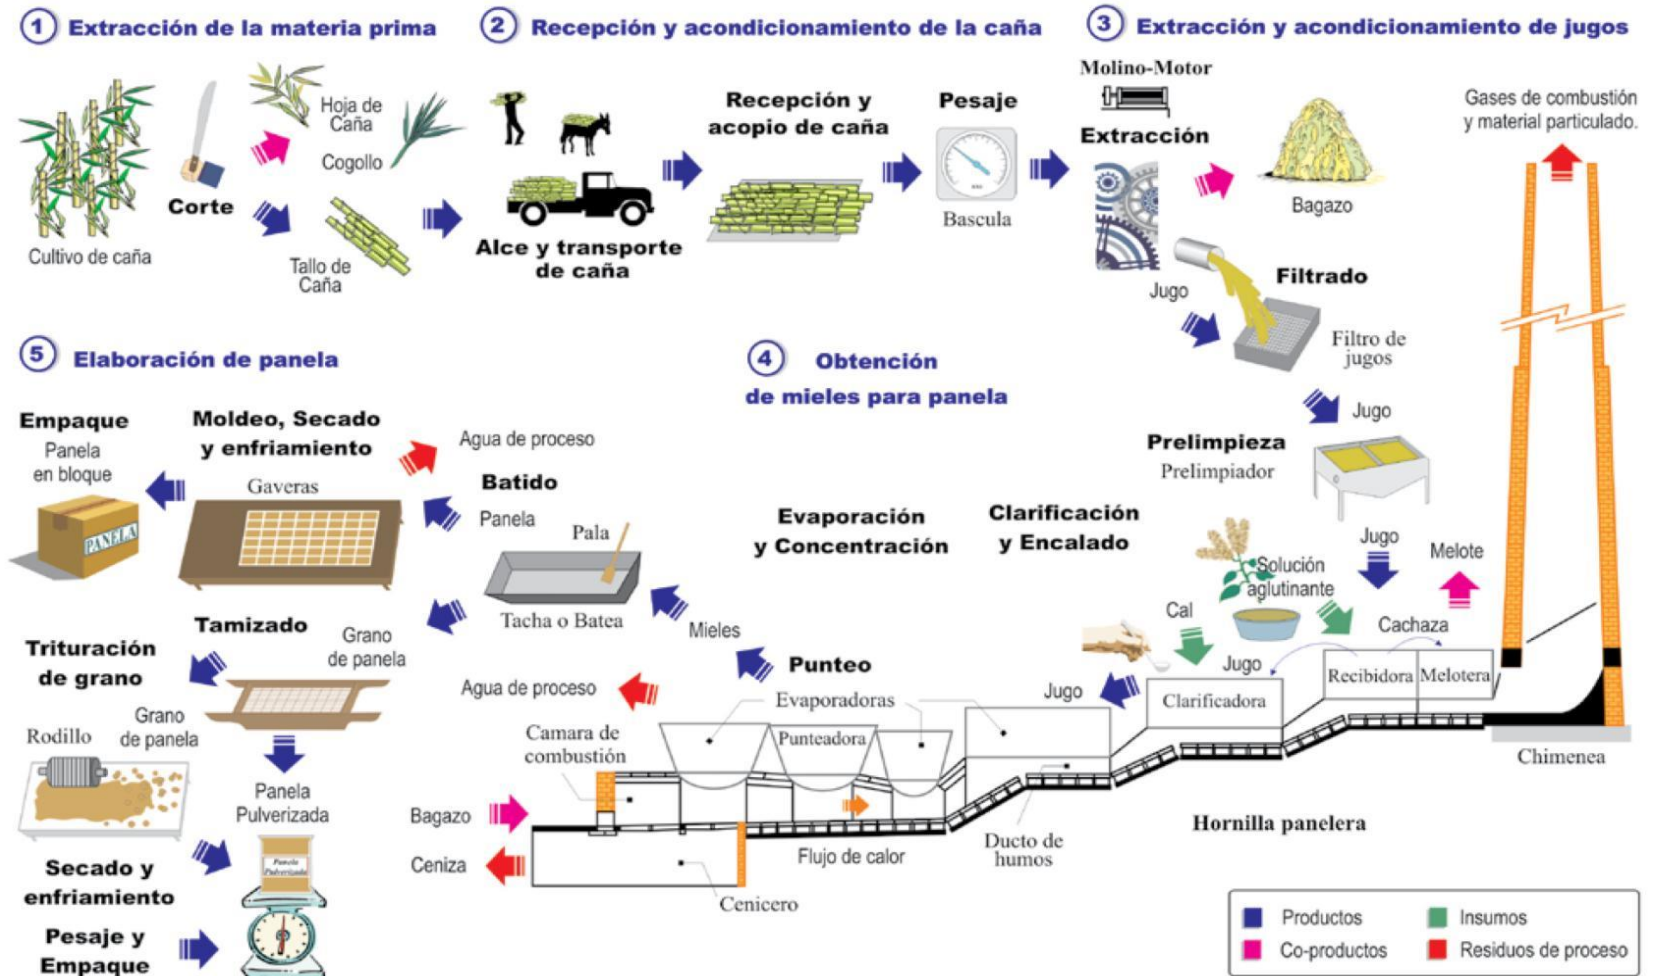 1 Extracción de la materia prima
Hoja de
Caña
Cogollo
Corte
Cultivo de caña
Tallo de
Caña
2 Recepción y acondicionamiento de la caña
Alce y transporte
de caña
Recepción y
acopio de caña
Pesaje
Bascula
3 Extracción y acondicionamiento de jugos
Molino-Motor
Extracción
Bagazo
Gases de combustión
y material particulado.
Jugo
Filtrado
Filtro de
jugos
Jugo
Prelimpieza
Prelimpiador
Jugo
Melote
4 Obtención
de mieles para panela
Evaporación
y Concentración
Clarificación
y Encalado
Solución
aglutinante
Cal
Cachaza
Jugo
Recibidora
Melotera
Clarificadora
Jugo
Chimenea
Punteo
Mieles
Agua de proceso
Evaporadoras
Punteadora
Camara de
combustión
Bagazo
Ceniza
Flujo de calor
Ducto de
humos
Cenicero
Hornilla panelera
5 Elaboración de panela
Empaque
Panela
en bloque
PANELA
Moldeo, Secado
y enfriamiento
Gaveras
Agua de proceso
Batido
Panela
Pala
Tacha o Batea
Tamizado
Grano
de panela
Trituración
de grano
Rodillo
Grano
de panela
Panela
Pulverizada
Panela
Pulverizada
Secado y
enfriamiento
Pesaje y
Empaque
Productos
Insumos
Co-productos
Residuos de proceso